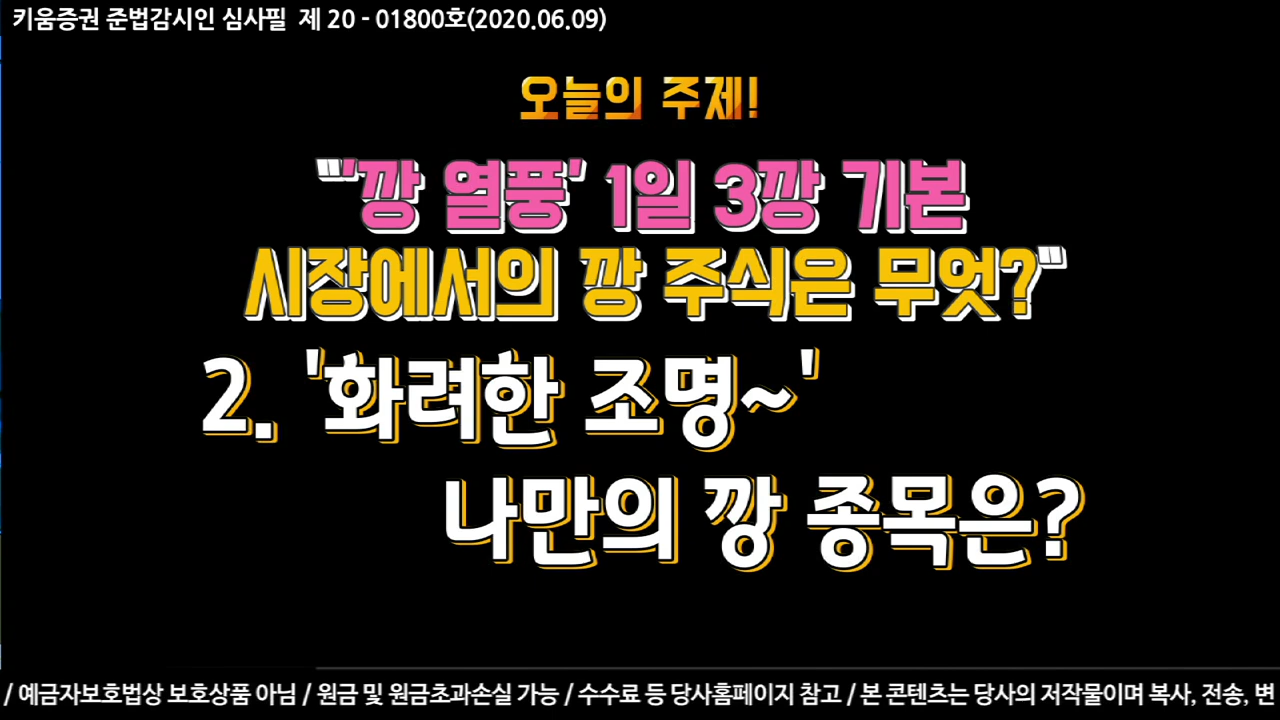 키움증권 준법감시인 심사필 제 20 - 01800호(2020.06.09)
오늘의 주제!
"'깡 열풍' 1일 3깡 기본
시장에서의 깡 주식은 무엇?"
2. '화려한 조명~'
나만의 깡 종목은?
/ 예금자보호법상 보호상품 아님 / 원금 및 원금초과손실 가능 / 수수료 등 당사홈페이지 참고 / 본 콘텐츠는 당사의 저작물이며 복사, 전송, 변